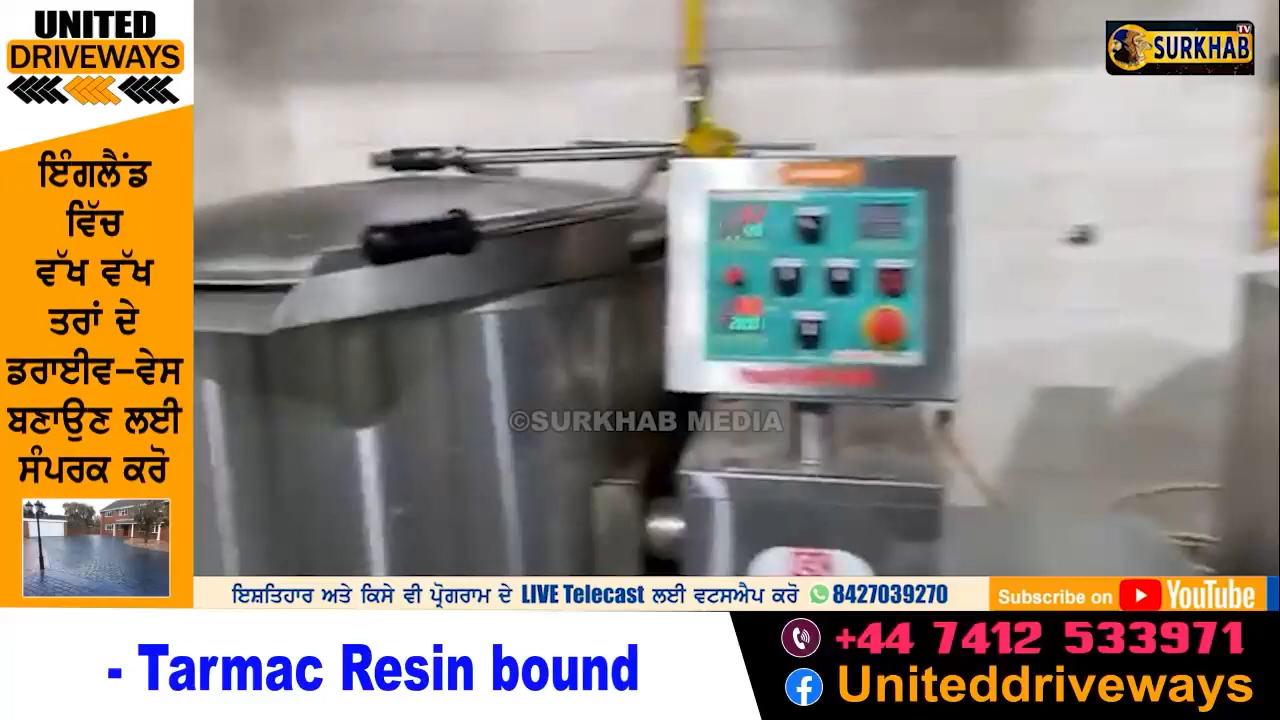 UNITED
DRIVEWAYS
ਇੰਗਲੈਂਡ
ਵਿੱਚ
ਵੱਖ ਵੱਖ
ਤਰਾਂ ਦੇ
ਡਰਾਈਵ-ਵੇਸ
ਬਣਾਉਣ ਲਈ
ਸੰਪਰਕ ਕਰੋ
SURKHAB TV
©SURKHAB MEDIA
ਇਸ਼ਤਿਹਾਰ ਅਤੇ ਕਿਸੇ ਵੀ ਪ੍ਰੋਗਰਾਮ ਦੇ LIVE Telecast ਲਈ ਵਟਸਐਪ ਕਰੋ 8427039270
Subscribe on YouTube
- Tarmac Resin bound
+44 7412 533971
Uniteddriveways